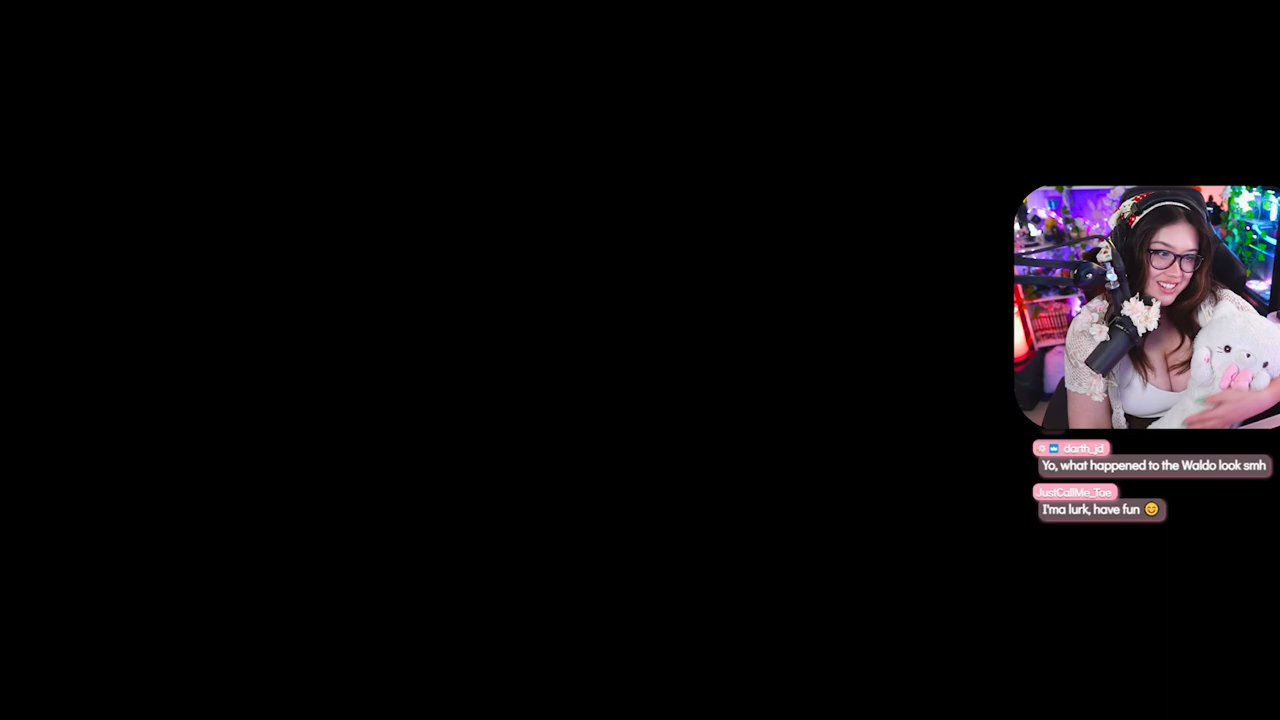 darth_jd
Yo, what happened to the Waldo look smh
JustCallMe_Tae
I'ma lurk, have fun 😊